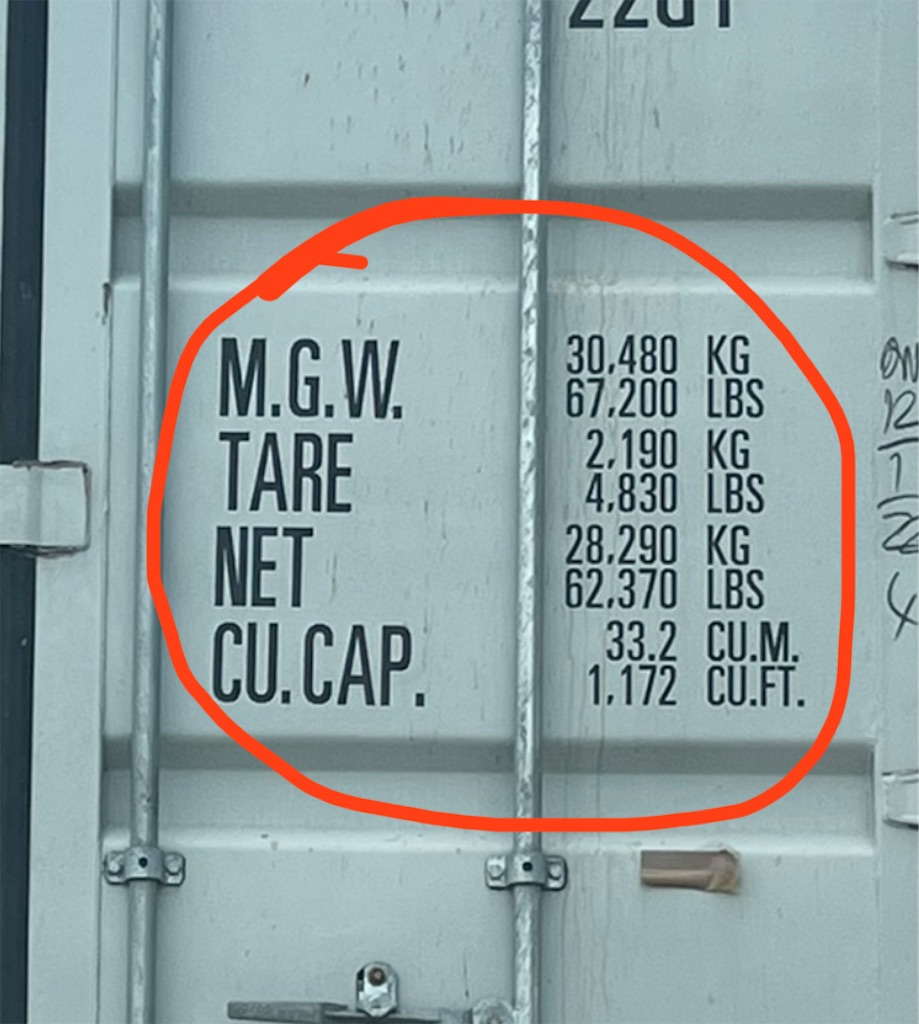 22G1
M.G.W. 30,480 KG
67,200 LBS
TARE 2,190 KG
4,830 LBS
NET 28,290 KG
62,370 LBS
CU.CAP. 33.2 CU.M.
1,172 CU.FT.